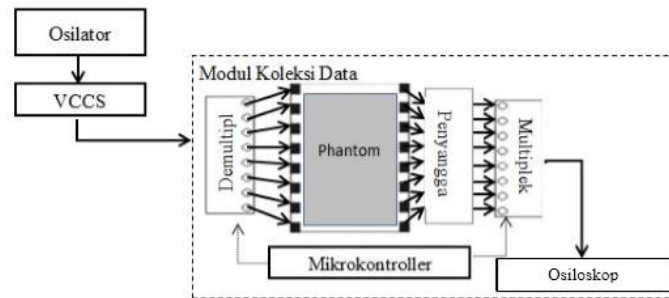 Osilator
VCCS
Modul Koleksi Data
Demultipl
Phantom
Penyangga
Multiplek
Mikrokontroller
Osiloskop